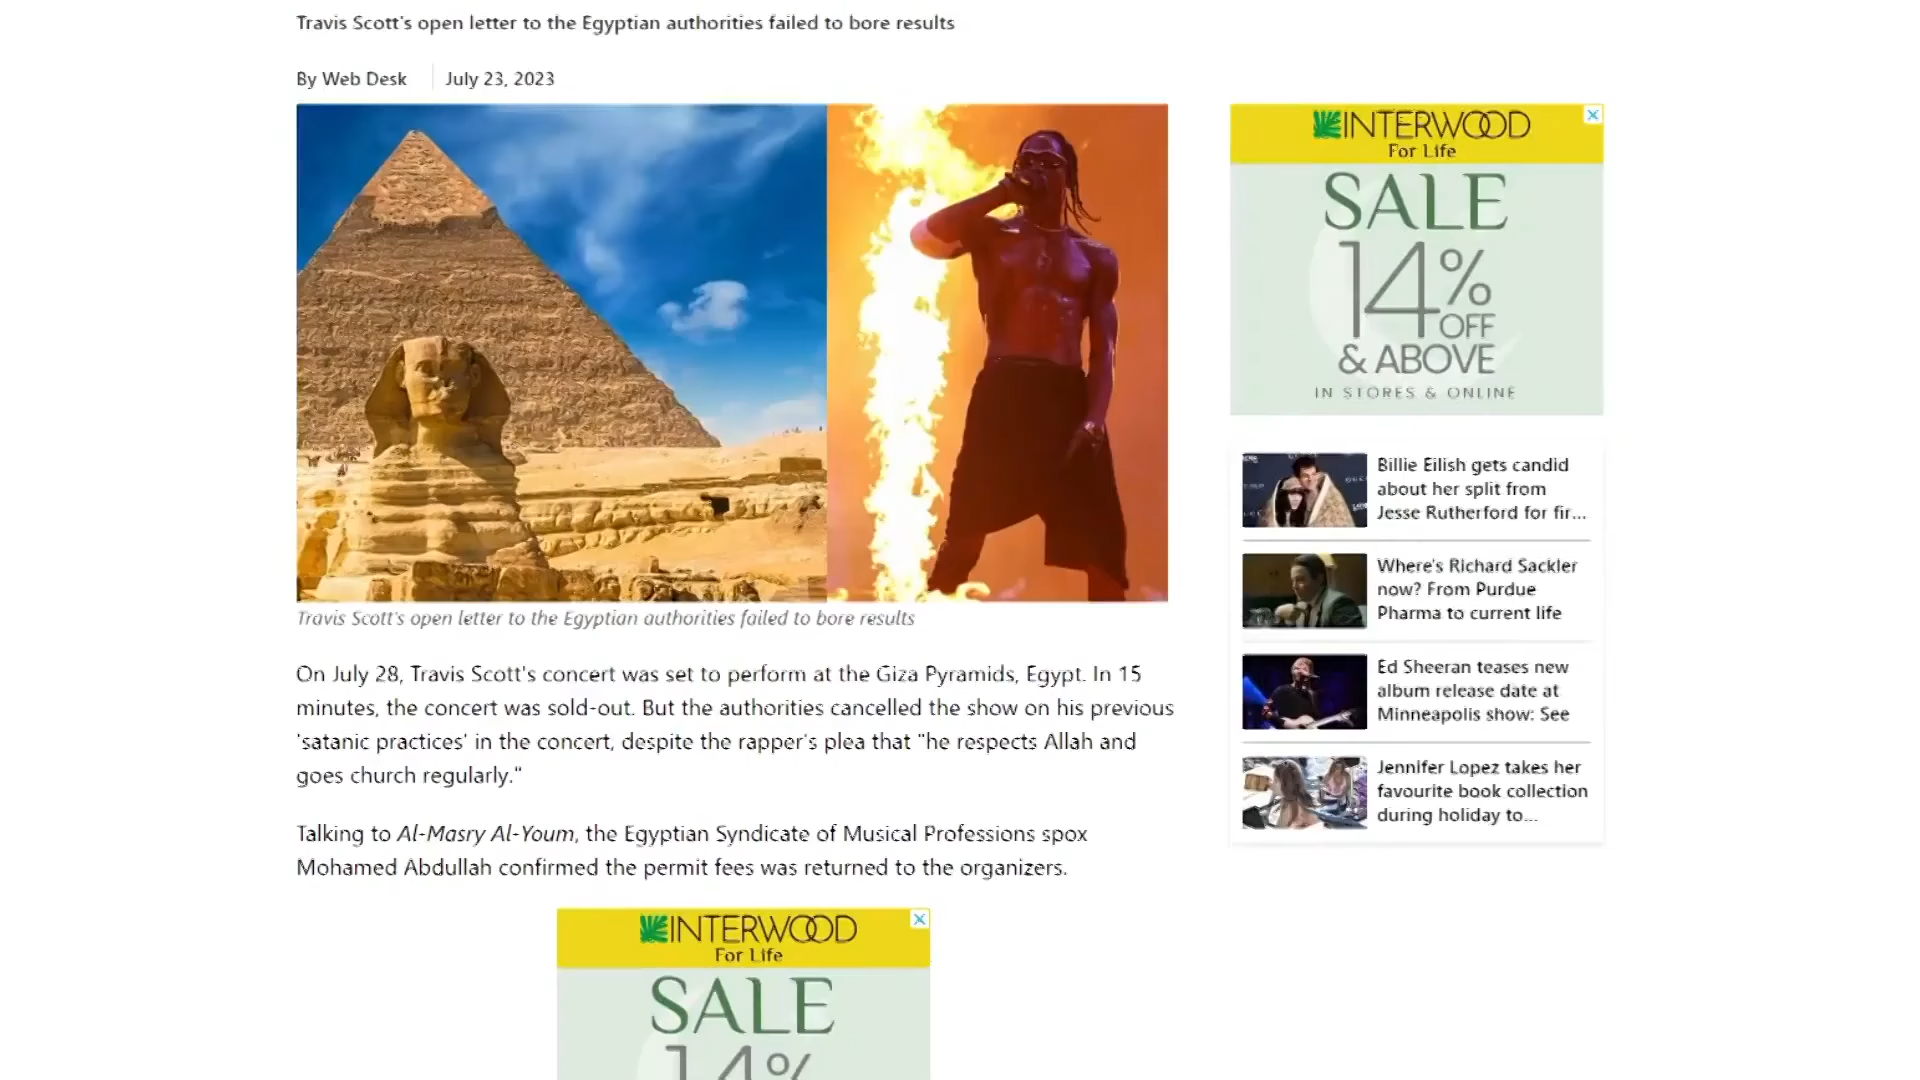 Travis Scott's open letter to the Egyptian authorities failed to bore results
By Web Desk
July 23, 2023
Travis Scott's open letter to the Egyptian authorities failed to bore results
On July 28, Travis Scott's concert was set to perform at the Giza Pyramids, Egypt. In 15
minutes, the concert was sold-out. But the authorities cancelled the show on his previous
'satanic practices' in the concert, despite the rapper's plea that "he respects Allah and
goes church regularly."
Talking to Al-Masry Al-Youm, the Egyptian Syndicate of Musical Professions spox
Mohamed Abdullah confirmed the permit fees was returned to the organizers.
INTERWOOD
For Life
SALE
14%
OFF
& ABOVE
IN STORES & ONLINE
Billie Eilish gets candid
about her split from
Jesse Rutherford for fir...
Where's Richard Sackler
now? From Purdue
Pharma to current life
Ed Sheeran teases new
album release date at
Minneapolis show: See
Jennifer Lopez takes her
favourite book collection
during holiday to...
INTERWOOD
For Life
SALE
14%